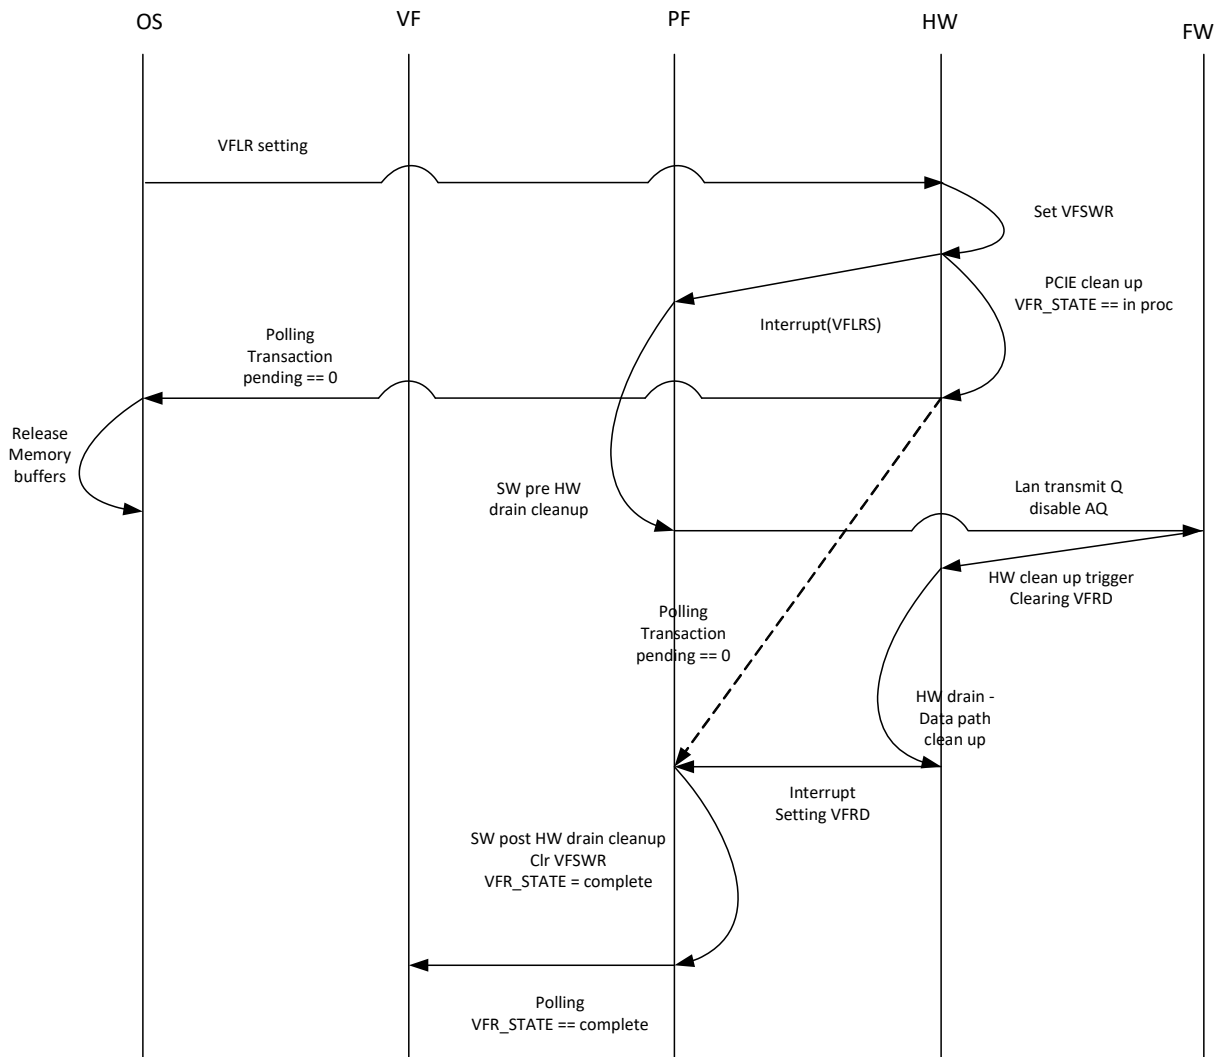 OS
VF
PF
HW
FW
VFLR setting
Set VFSWR
PCIE clean up
VFR_STATE == in proc
Interrupt(VFLRS)
Polling
Transaction
pending == 0
Release
Memory
buffers
SW pre HW
drain cleanup
Lan transmit Q
disable AQ
HW clean up trigger
Clearing VFRD
Polling
Transaction
pending == 0
HW drain -
Data path
clean up
Interrupt
Setting VFRD
SW post HW drain cleanup
Clr VFSWR
VFR_STATE = complete
Polling
VFR_STATE == complete